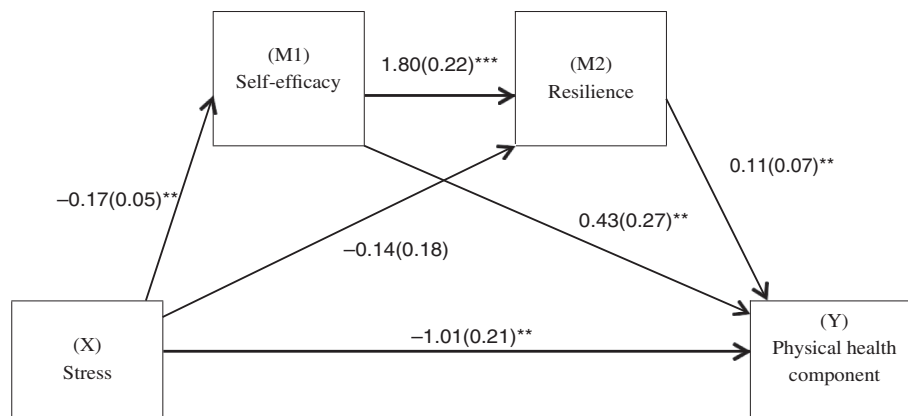 (M1)
Self-efficacy
1.80(0.22)***
(M2)
Resilience
–0.17(0.05)**
0.11(0.07)**
0.43(0.27)**
–0.14(0.18)
(X)
Stress
–1.01(0.21)**
(Y)
Physical health
component